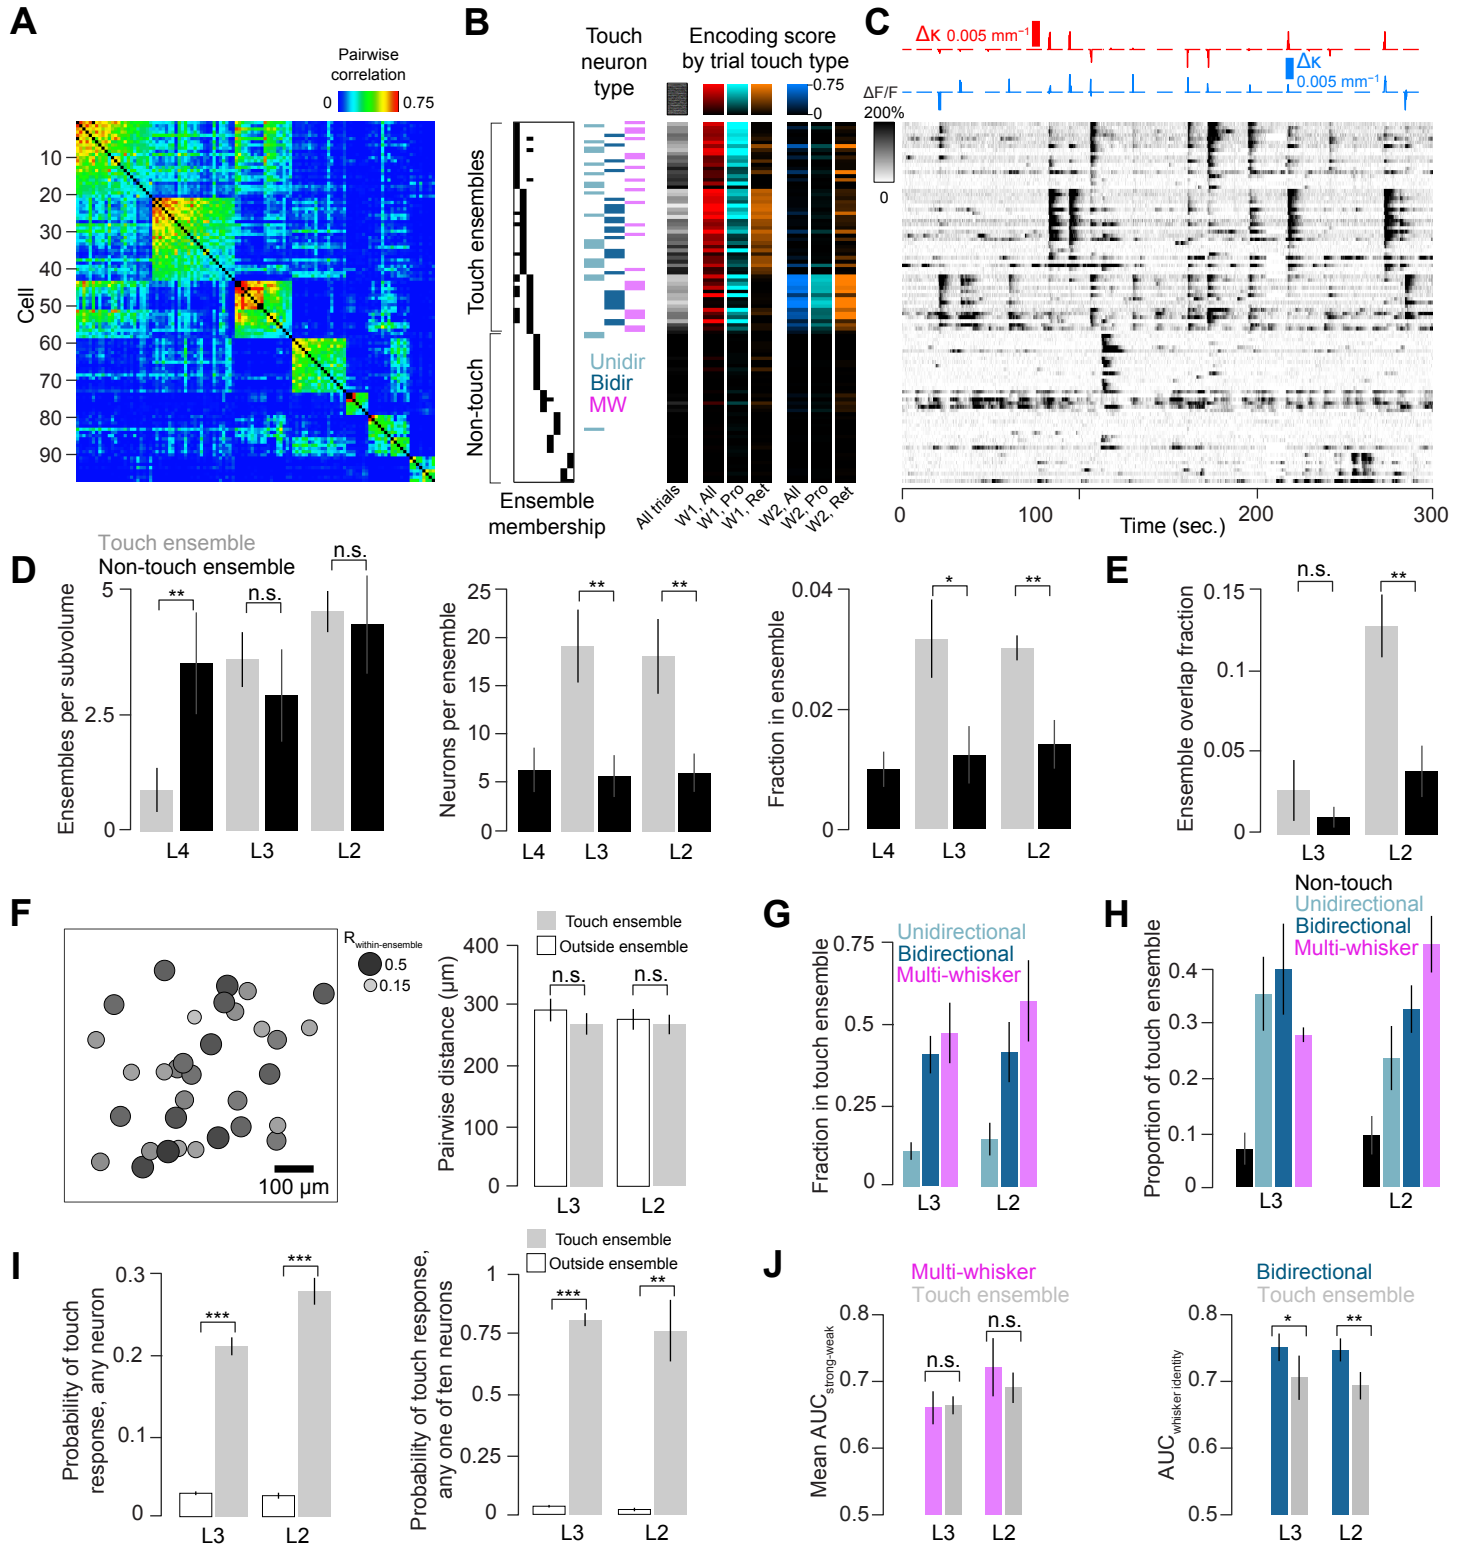 A
Pairwise
correlation
0
0.75
10
20
30
40
50
60
70
80
90
Cell
B
Touch
neuron
type
Encoding score
by trial touch type
0.75
0
Touch ensembles
Non-touch
Unidir
Bidir
MW
Ensemble
membership
All trials
W1, All
W1, Pro
W1, Ret
W2, All
W2, Pro
W2, Ret
C
Δκ 0.005 mm⁻¹
Δκ
0.005 mm⁻¹
ΔF/F
200%
0
0
100
200
300
Time (sec.)
D
Touch ensemble
Non-touch ensemble
Ensembles per subvolume
5
2.5
0
**
n.s.
n.s.
L4
L3
L2
Neurons per ensemble
25
20
15
10
5
0
**
**
L4
L3
L2
Fraction in ensemble
0.04
0.02
0
*
**
L4
L3
L2
E
Ensemble overlap fraction
0.15
0.1
0.05
0
n.s.
**
L3
L2
F
Rwithin-ensemble
0.5
0.15
100 µm
Touch ensemble
Outside ensemble
Pairwise distance (µm)
400
300
200
100
0
n.s.
n.s.
L3
L2
G
Unidirectional
Bidirectional
Multi-whisker
Fraction in touch ensemble
0.75
0.5
0.25
0
L3
L2
H
Non-touch
Unidirectional
Bidirectional
Multi-whisker
Proportion of touch ensemble
0.4
0.3
0.2
0.1
0
L3
L2
I
Probability of touch
response, any neuron
0.3
0.2
0.1
0
***
***
L3
L2
Touch ensemble
Outside ensemble
Probability of touch response,
any one of ten neurons
1
0.75
0.5
0.25
0
***
**
L3
L2
J
Multi-whisker
Touch ensemble
Mean AUCstrong-weak
0.8
0.7
0.6
0.5
n.s.
n.s.
L3
L2
Bidirectional
Touch ensemble
AUCwhisker identity
0.8
0.7
0.6
0.5
*
**
L3
L2